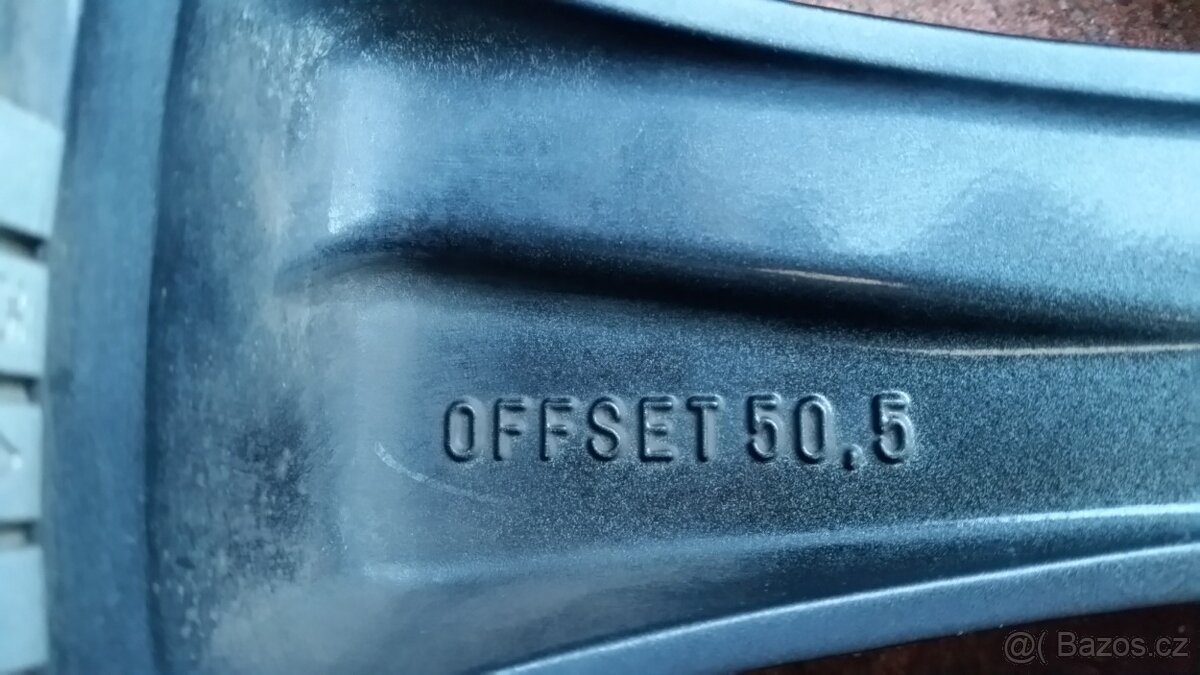 OFFSET 50,5
@( Bazos.cz